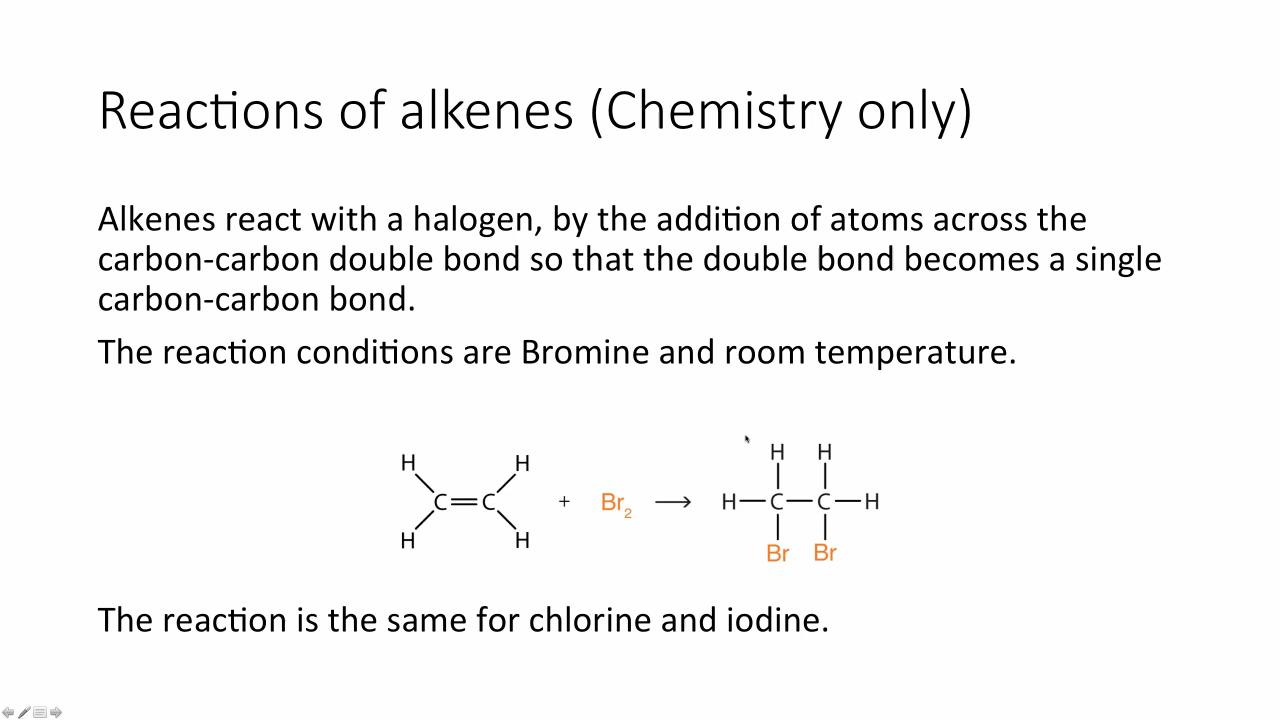 Reactions of alkenes (Chemistry only)
Alkenes react with a halogen, by the addition of atoms across the
carbon-carbon double bond so that the double bond becomes a single
carbon-carbon bond.
The reaction conditions are Bromine and room temperature.
H H H H
C=C + Br2 ⟶ H—C—C—H
H H Br Br
The reaction is the same for chlorine and iodine.